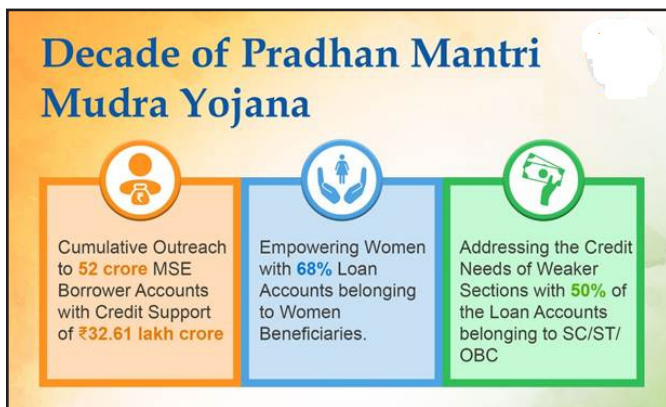 Decade of Pradhan Mantri
Mudra Yojana
Cumulative Outreach
to 52 crore MSE
Borrower Accounts
with Credit Support
of ₹32.61 lakh crore
Empowering Women
with 68% Loan
Accounts belonging
to Women
Beneficiaries.
Addressing the Credit
Needs of Weaker
Sections with 50% of
the Loan Accounts
belonging to SC/ST/
OBC